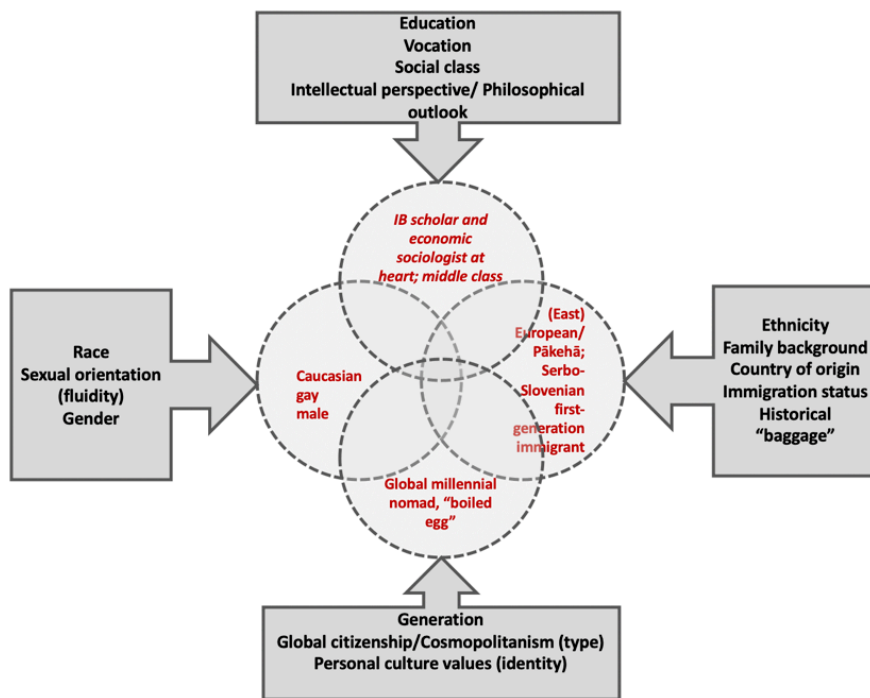 Education
Vocation
Social class
Intellectual perspective/ Philosophical
outlook
IB scholar and
economic
sociologist at
heart; middle class
Race
Sexual orientation
(fluidity)
Gender
Caucasian
gay
male
(East)
European/
Pākehā;
Serbo-
Slovenian
first-
generation
immigrant
Ethnicity
Family background
Country of origin
Immigration status
Historical
“baggage”
Global millennial
nomad, “boiled
egg”
Generation
Global citizenship/Cosmopolitanism (type)
Personal culture values (identity)